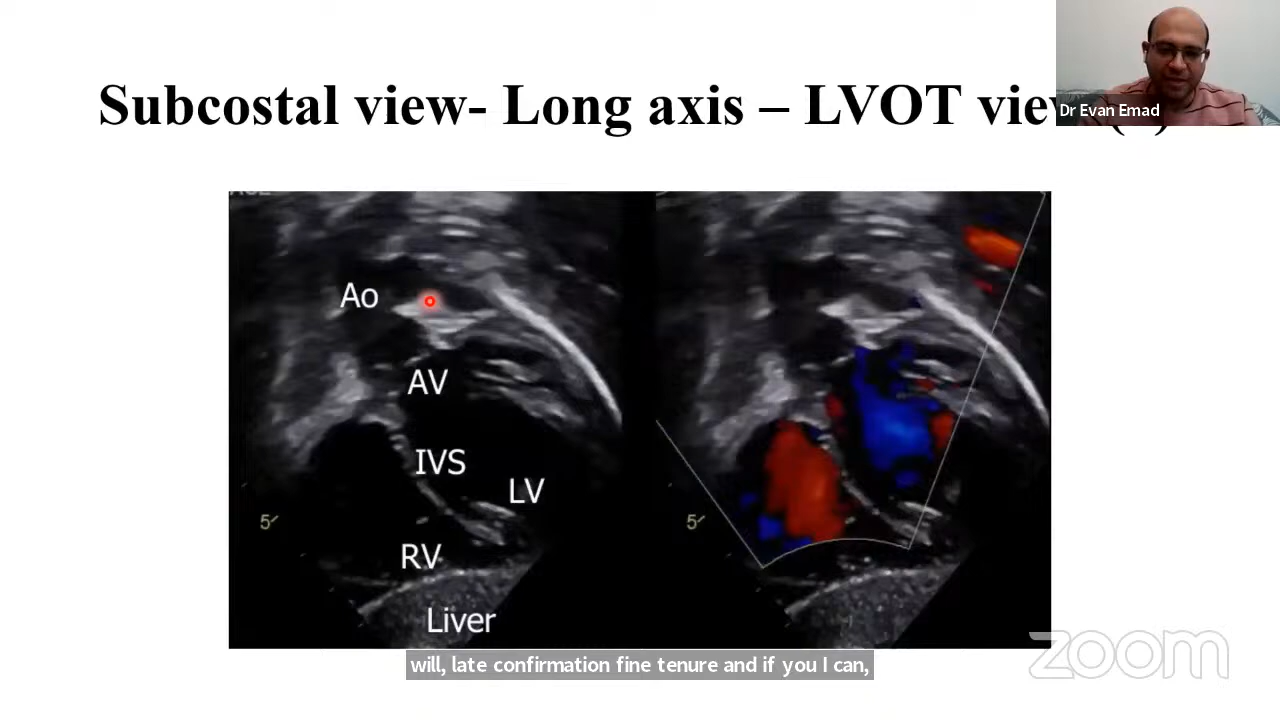 Subcostal view- Long axis – LVOT
Dr Evan Emad
Ao
AV
IVS
LV
5
RV
Liver
5
will, late confirmation fine tenure and if you I can,
zoom